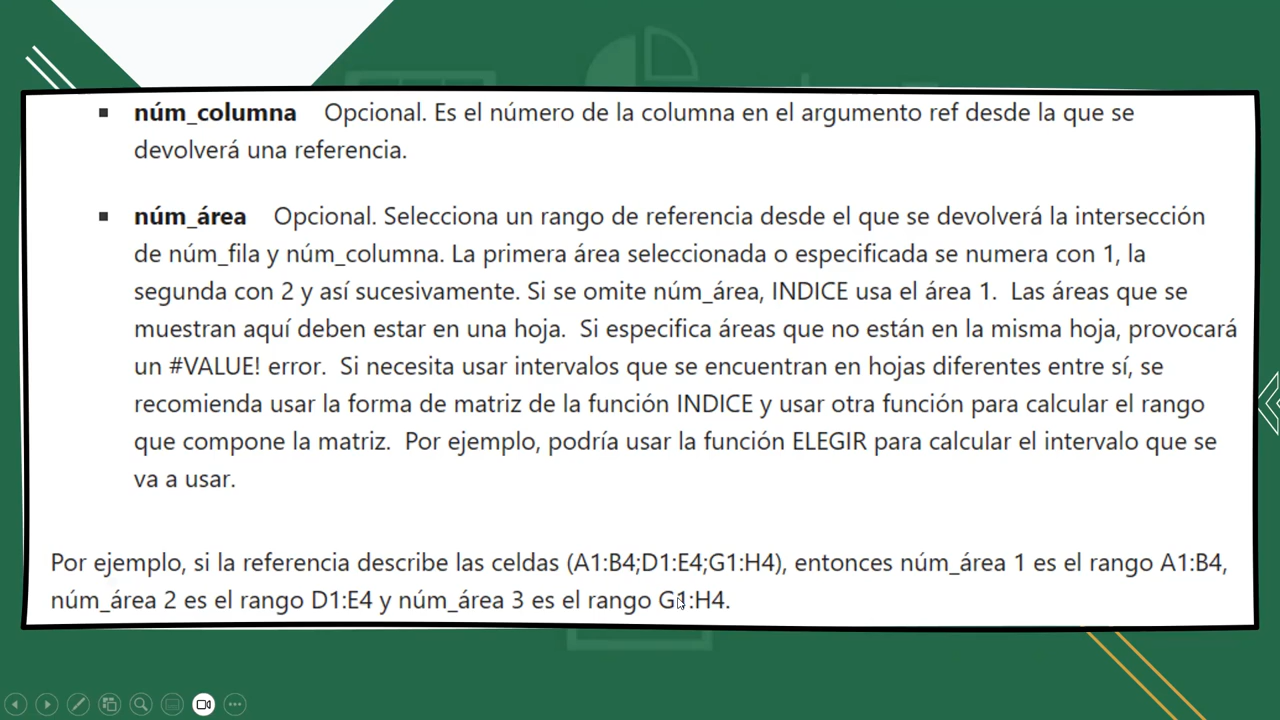 ▪ núm_columna Opcional. Es el número de la columna en el argumento ref desde la que se
devolverá una referencia.
▪ núm_área Opcional. Selecciona un rango de referencia desde el que se devolverá la intersección
de núm_fila y núm_columna. La primera área seleccionada o especificada se numera con 1, la
segunda con 2 y así sucesivamente. Si se omite núm_área, INDICE usa el área 1. Las áreas que se
muestran aquí deben estar en una hoja. Si especifica áreas que no están en la misma hoja, provocará
un #VALUE! error. Si necesita usar intervalos que se encuentran en hojas diferentes entre sí, se
recomienda usar la forma de matriz de la función INDICE y usar otra función para calcular el rango
que compone la matriz. Por ejemplo, podría usar la función ELEGIR para calcular el intervalo que se
va a usar.
Por ejemplo, si la referencia describe las celdas (A1:B4;D1:E4;G1:H4), entonces núm_área 1 es el rango A1:B4,
núm_área 2 es el rango D1:E4 y núm_área 3 es el rango G1:H4.